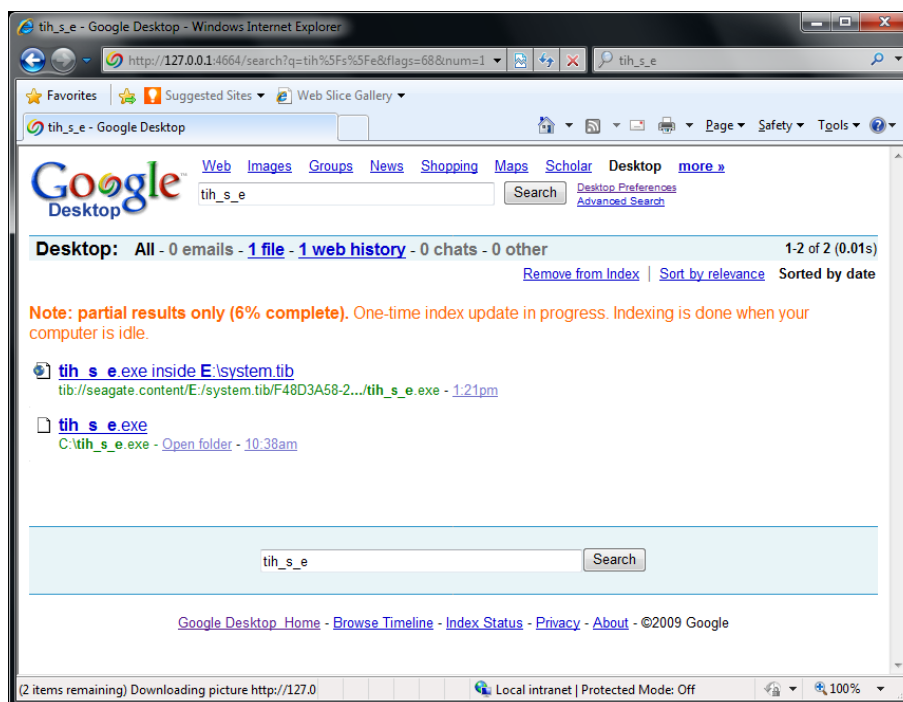 tih_s_e - Google Desktop - Windows Internet Explorer
http://127.0.0.1:4664/search?q=tih%5Fs%5Fe&flags=68&num=1
tih_s_e
Favorites Suggested Sites Web Slice Gallery
tih_s_e - Google Desktop Page Safety Tools
Google Desktop
Web Images Groups News Shopping Maps Scholar Desktop more »
tih_s_e Search Desktop Preferences
Advanced Search
Desktop: All - 0 emails - 1 file - 1 web history - 0 chats - 0 other 1-2 of 2 (0.01s)
Remove from Index | Sort by relevance Sorted by date
Note: partial results only (6% complete). One-time index update in progress. Indexing is done when your
computer is idle.
tih_s_e.exe inside E:\system.tib
tib://seagate.content/E:/system.tib/F48D3A58-2.../tih_s_e.exe - 1:21pm
tih_s_e.exe
C:\tih_s_e.exe - Open folder - 10:38am
tih_s_e Search
Google Desktop Home - Browse Timeline - Index Status - Privacy - About - ©2009 Google
(2 items remaining) Downloading picture http://127.0 Local intranet | Protected Mode: Off 100%